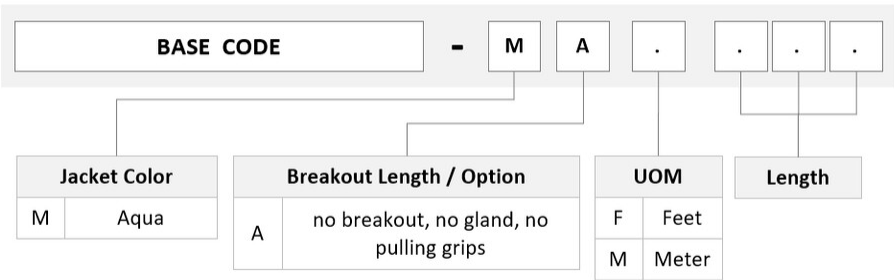 BASE CODE - M A . . . .
Jacket Color
M Aqua
Breakout Length / Option
A no breakout, no gland, no
pulling grips
UOM
F Feet
M Meter
Length